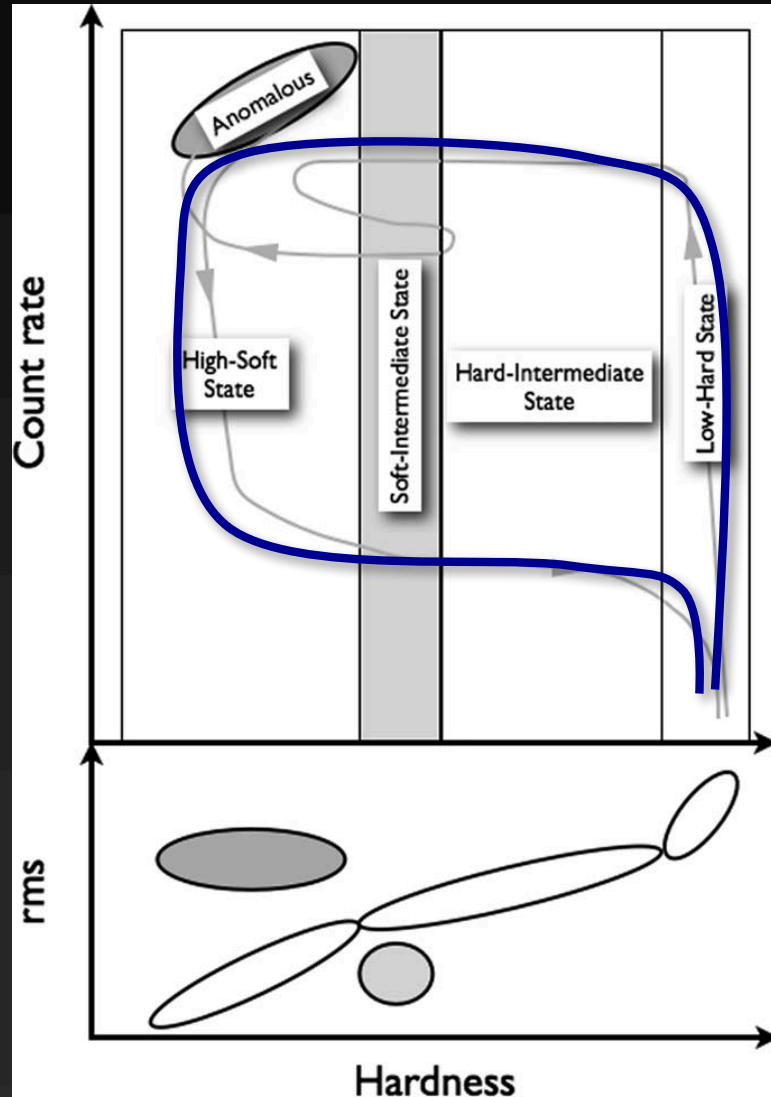 Anomalous
Count rate
High-Soft
State
Soft-Intermediate State
Hard-Intermediate
State
Low-Hard State
rms
Hardness